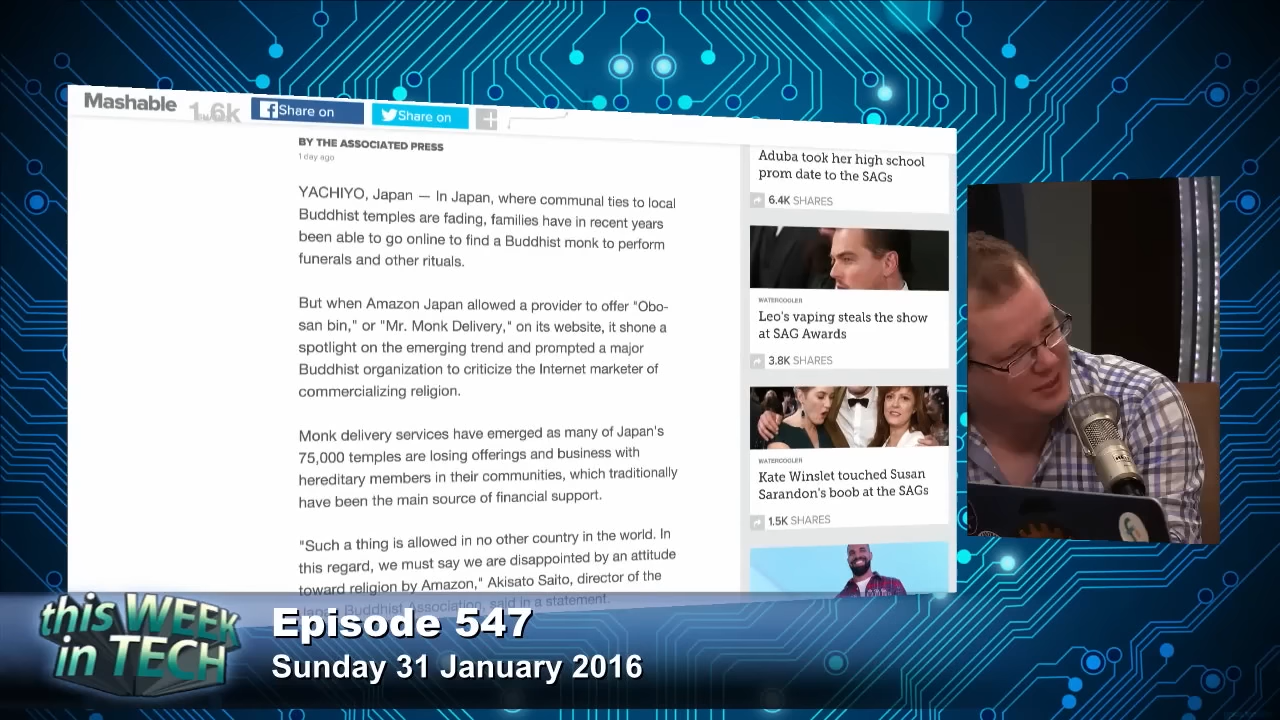 Mashable
1.6k
Share on
Share on
BY THE ASSOCIATED PRESS
1 day ago
YACHIYO, Japan — In Japan, where communal ties to local
Buddhist temples are fading, families have in recent years
been able to go online to find a Buddhist monk to perform
funerals and other rituals.
But when Amazon Japan allowed a provider to offer "Obo-
san bin," or "Mr. Monk Delivery," on its website, it shone a
spotlight on the emerging trend and prompted a major
Buddhist organization to criticize the Internet marketer of
commercializing religion.
Monk delivery services have emerged as many of Japan's
75,000 temples are losing offerings and business with
hereditary members in their communities, which traditionally
have been the main source of financial support.
"Such a thing is allowed in no other country in the world. In
this regard, we must say we are disappointed by an attitude
toward religion by Amazon," Akisato Saito, director of the
Japan Buddhist Association, said in a statement.
Aduba took her high school
prom date to the SAGs
6.4K SHARES
WATERCOOLER
Leo's vaping steals the show
at SAG Awards
3.8K SHARES
WATERCOOLER
Kate Winslet touched Susan
Sarandon's boob at the SAGs
1.5K SHARES
this WEEK
in TECH
Episode 547
Sunday 31 January 2016